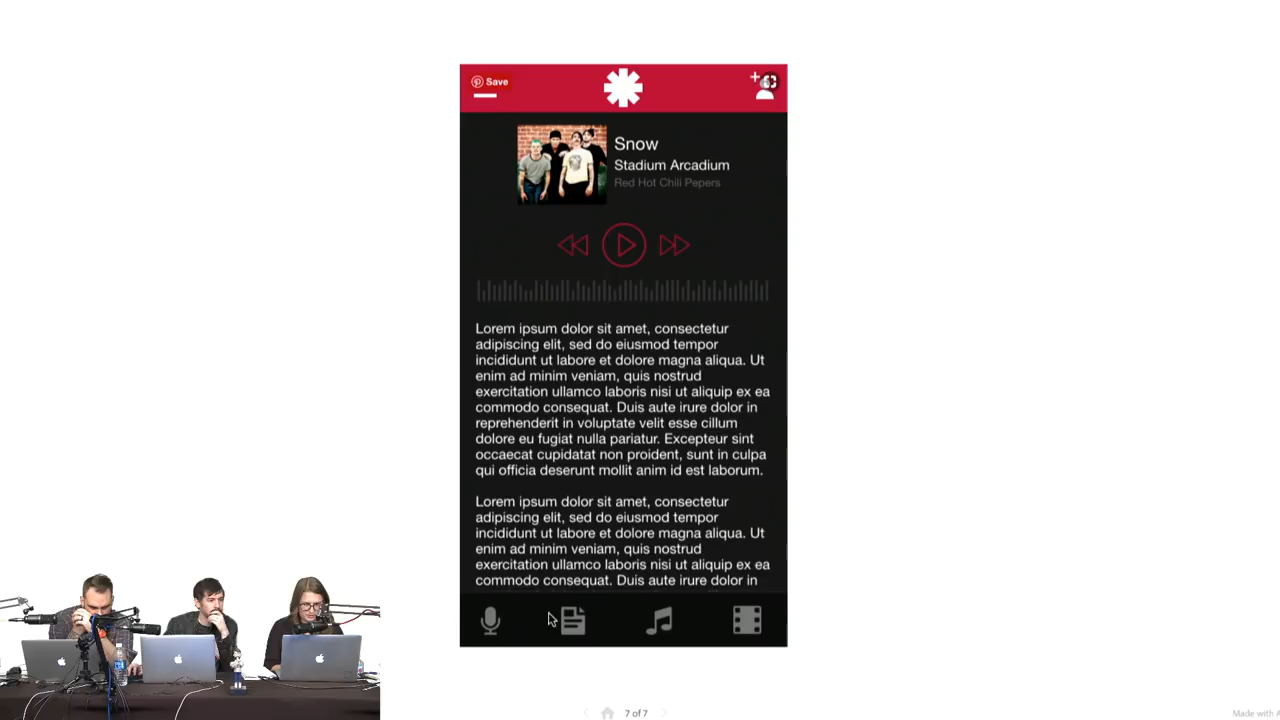 Save
Snow
Stadium Arcadium
Red Hot Chili Pepers
Lorem ipsum dolor sit amet, consectetur
adipiscing elit, sed do eiusmod tempor
incididunt ut labore et dolore magna aliqua. Ut
enim ad minim veniam, quis nostrud
exercitation ullamco laboris nisi ut aliquip ex ea
commodo consequat. Duis aute irure dolor in
reprehenderit in voluptate velit esse cillum
dolore eu fugiat nulla pariatur. Excepteur sint
occaecat cupidatat non proident, sunt in culpa
qui officia deserunt mollit anim id est laborum.
Lorem ipsum dolor sit amet, consectetur
adipiscing elit, sed do eiusmod tempor
incididunt ut labore et dolore magna aliqua. Ut
enim ad minim veniam, quis nostrud
exercitation ullamco laboris nisi ut aliquip ex ea
commodo consequat. Duis aute irure dolor in
7 of 7
Made with A